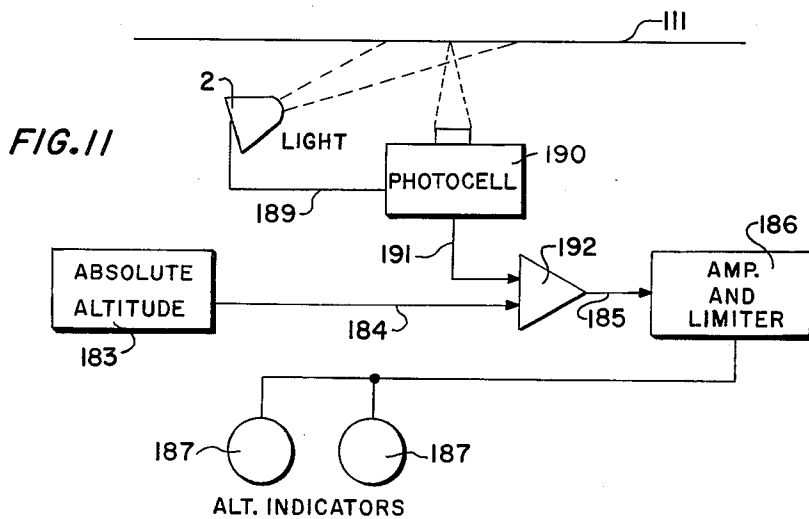 111
2
FIG.11
LIGHT
190
PHOTOCELL
189
191
192
186
ABSOLUTE
ALTITUDE
183
184
185
AMP.
AND
LIMITER
187
187
ALT. INDICATORS